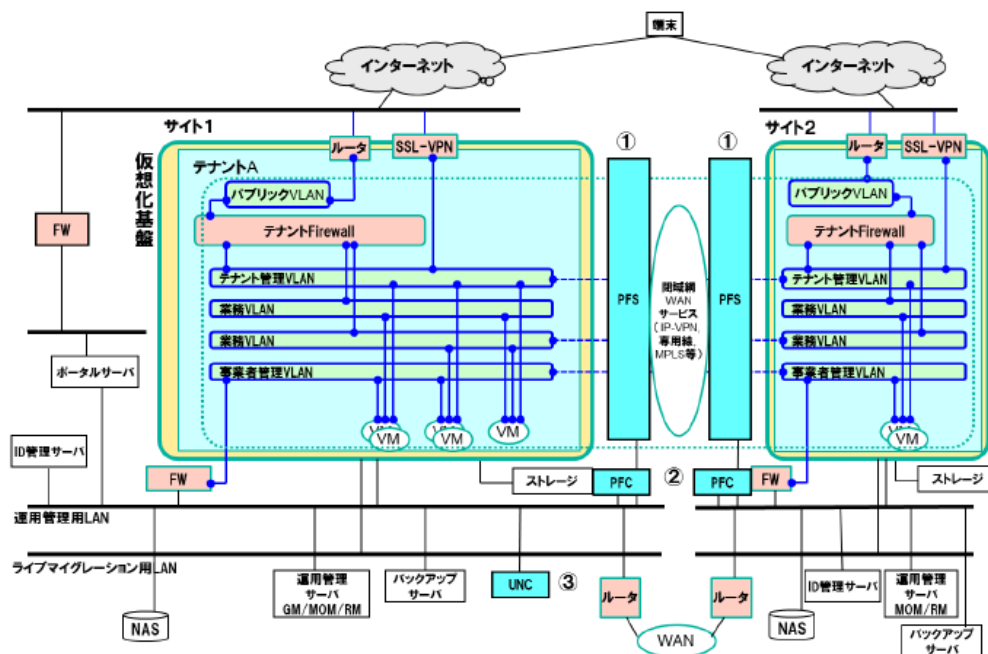 端末
インターネット
インターネット
サイト1
サイト2
仮想化基盤
ルータ
SSL-VPN
①
①
ルータ
SSL-VPN
テナントA
パブリックVLAN
パブリックVLAN
FW
テナントFirewall
テナントFirewall
テナント管理VLAN
業務VLAN
業務VLAN
事業者管理VLAN
PFS
閉域網
WAN
サービス
(IP-VPN,
専用線,
MPLS等)
PFS
テナント管理VLAN
業務VLAN
業務VLAN
事業者管理VLAN
ポータルサーバ
VM
VM
VM
VM
ID管理サーバ
FW
ストレージ
PFC
②
PFC
FW
ストレージ
運用管理用LAN
ライブマイグレーション用LAN
NAS
運用管理
サーバ
GM/MOM/RM
バックアップ
サーバ
UNC
③
ルータ
ルータ
WAN
NAS
ID管理サーバ
運用管理
サーバ
MOM/RM
バックアップ
サーバ